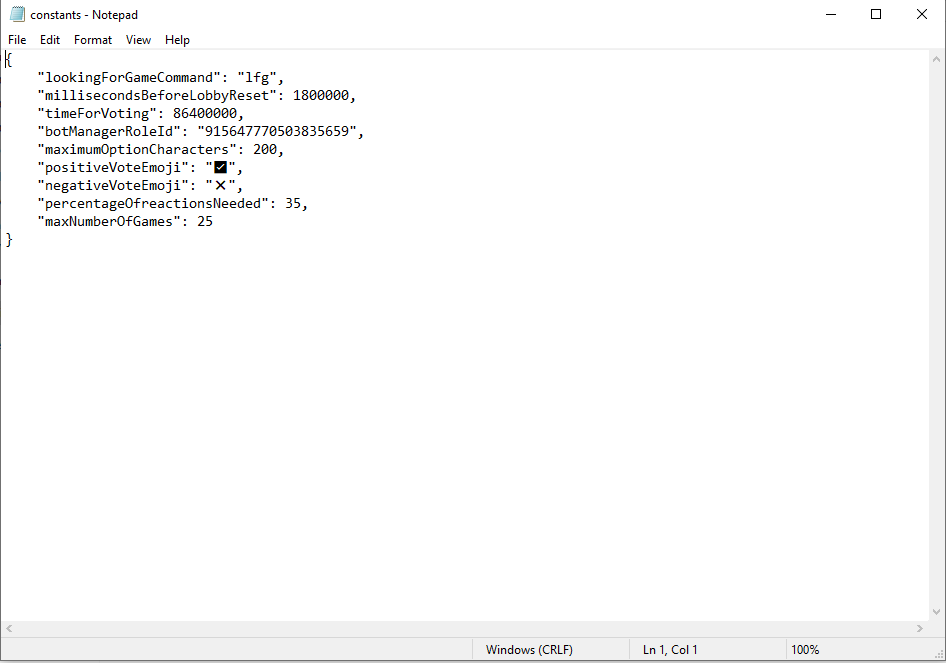 constants - Notepad
File Edit Format View Help
{
    "lookingForGameCommand": "lfg",
    "millisecondsBeforeLobbyReset": 1800000,
    "timeForVoting": 86400000,
    "botManagerRoleId": "915647770503835659",
    "maximumOptionCharacters": 200,
    "positiveVoteEmoji": "☑",
    "negativeVoteEmoji": "❌",
    "percentageOfreactionsNeeded": 35,
    "maxNumberOfGames": 25
}
Windows (CRLF) Ln 1, Col 1 100%